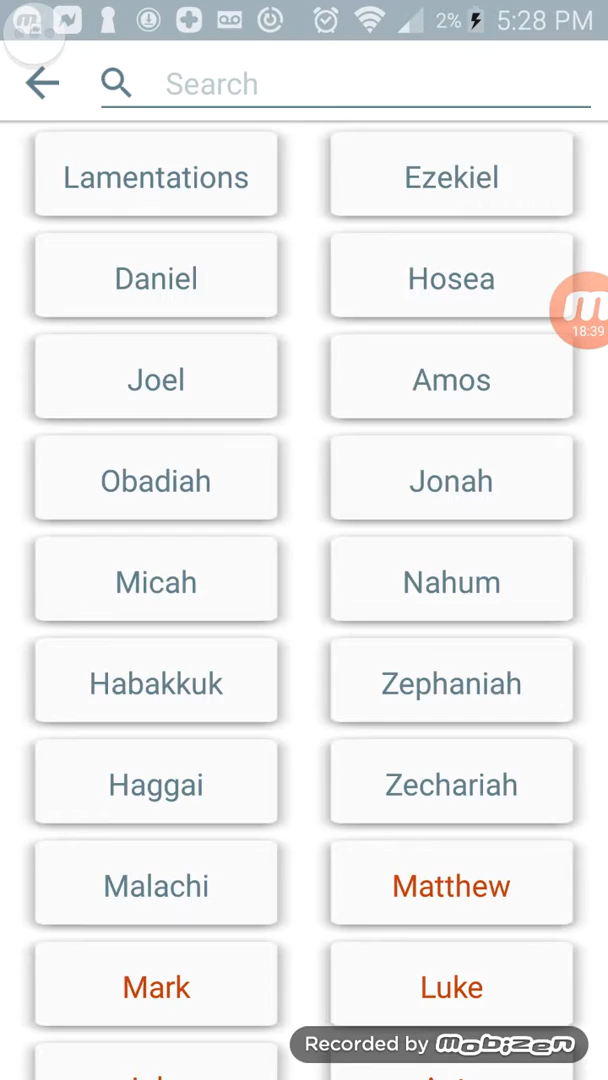 2% 5:28 PM
Search
Lamentations Ezekiel
Daniel Hosea
18:39
Joel Amos
Obadiah Jonah
Micah Nahum
Habakkuk Zephaniah
Haggai Zechariah
Malachi Matthew
Mark Luke
Recorded by mobizen